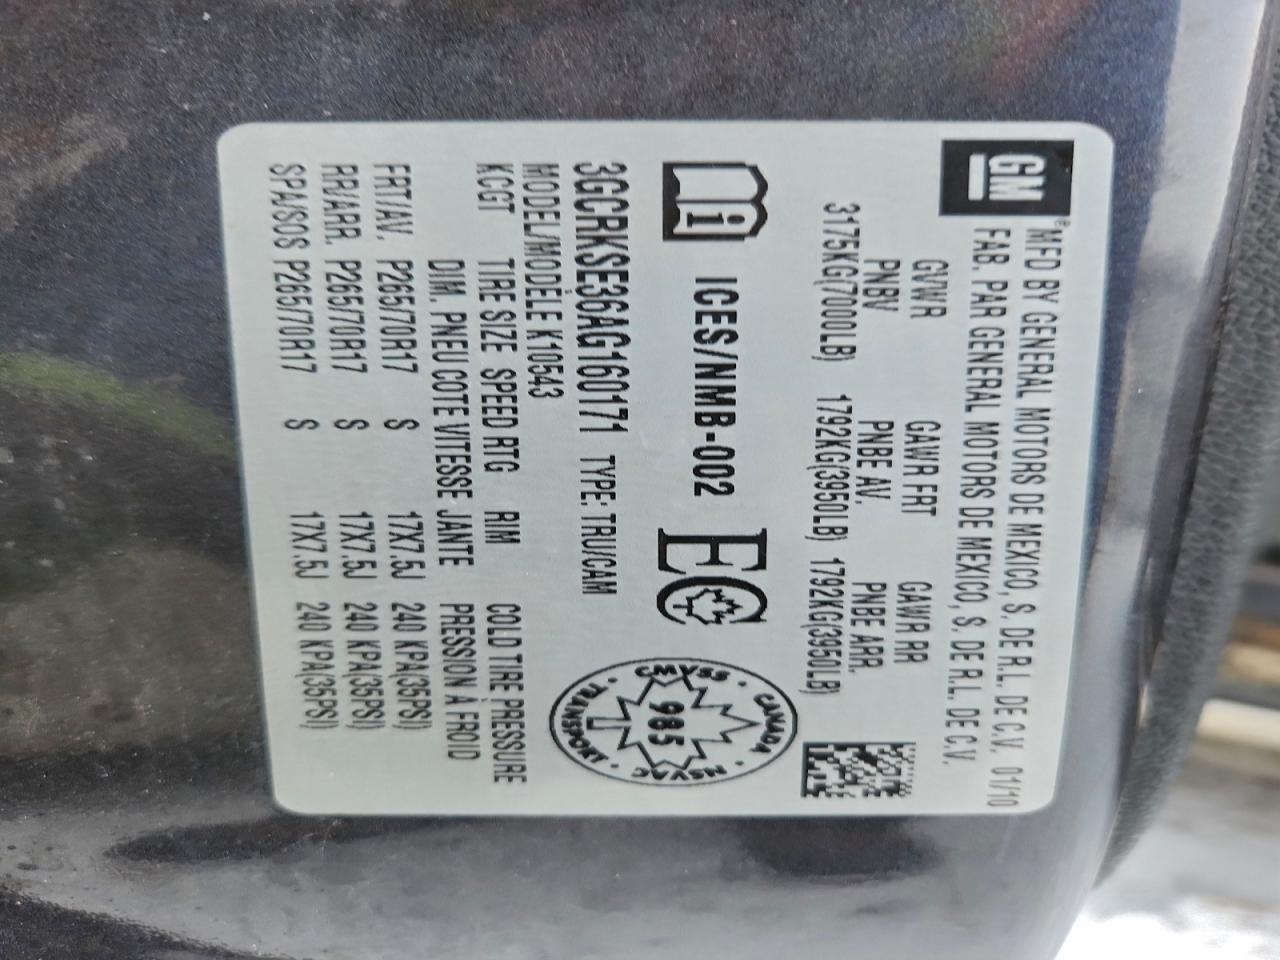 GM
® MFD BY GENERAL MOTORS DE MEXICO, S. DE R.L. DE C.V. 01/10
FAB. PAR GENERAL MOTORS DE MEXICO, S. DE R.L. DE C.V.
GVWR GAWR FRT GAWR RR
PNBV PNBE AV. PNBE ARR.
3175KG(7000LB) 1792KG(3950LB) 1792KG(3950LB)
i ICES/NMB-002 EC
CMVSS · CANADA · NSVAC · TRANSPORT ·
985
3GCRKSE36AG160171 TYPE: TRU/CAM
MODEL/MODÈLE K10543
KCGT TIRE SIZE SPEED RTG RIM COLD TIRE PRESSURE
DIM. PNEU COTE VITESSE JANTE PRESSION À FROID
FRT/AV. P265/70R17 S 17X7.5J 240 KPA(35PSI)
RR/ARR. P265/70R17 S 17X7.5J 240 KPA(35PSI)
SPA/SOS P265/70R17 S 17X7.5J 240 KPA(35PSI)